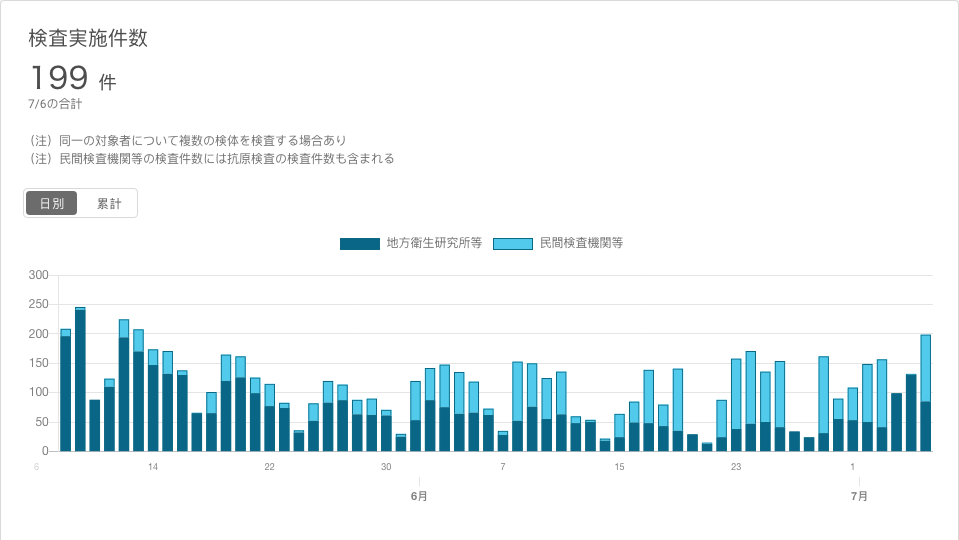 検査実施件数
199 件
7/6の合計
（注）同一の対象者について複数の検体を検査する場合あり
（注）民間検査機関等の検査件数には抗原検査の検査件数も含まれる
日別 累計
地方衛生研究所等 民間検査機関等
300
250
200
150
100
50
0
6 14 22 30 7 15 23 1
6月 7月